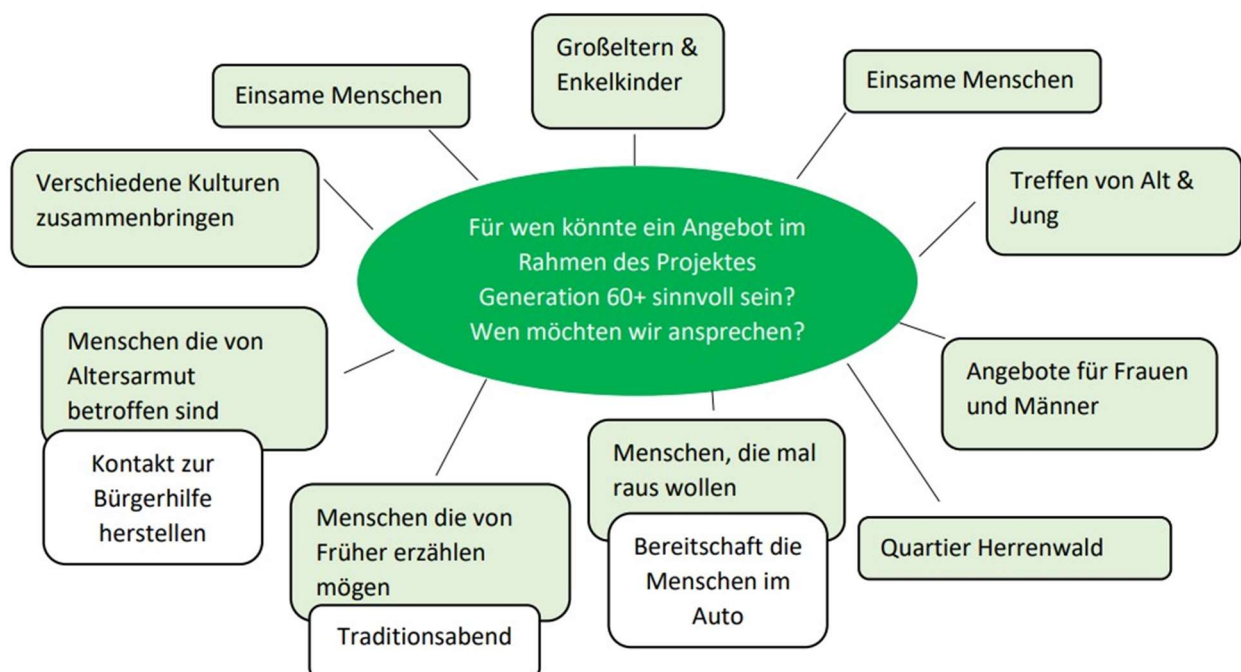 Großeltern &
Enkelkinder
Einsame Menschen
Einsame Menschen
Verschiedene Kulturen
zusammenbringen
Treffen von Alt &
Jung
Für wen könnte ein Angebot im
Rahmen des Projektes
Generation 60+ sinnvoll sein?
Wen möchten wir ansprechen?
Menschen die von
Altersarmut
betroffen sind
Kontakt zur
Bürgerhilfe
herstellen
Angebote für Frauen
und Männer
Menschen, die mal
raus wollen
Bereitschaft die
Menschen im
Auto
Menschen die von
Früher erzählen
mögen
Traditionsabend
Quartier Herrenwald